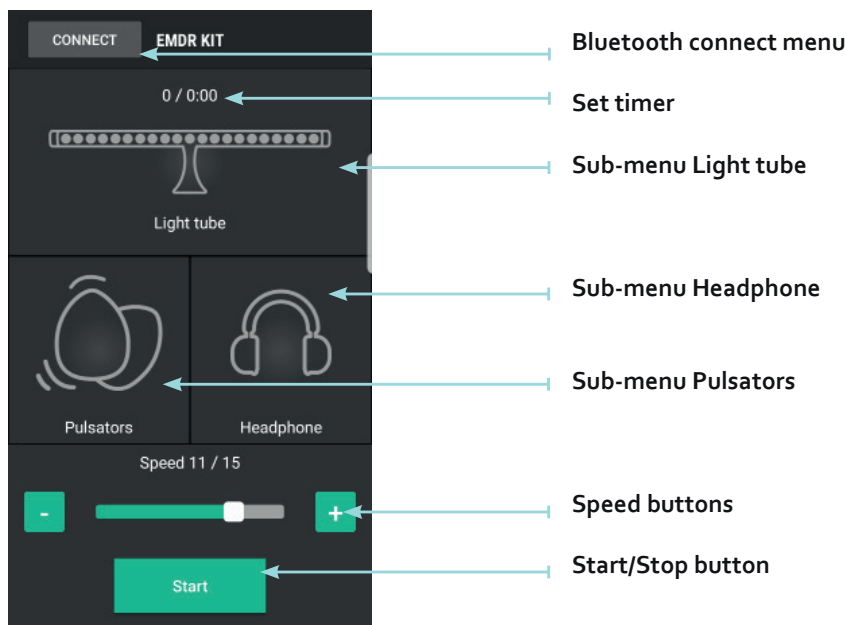 CONNECT EMDR KIT
Bluetooth connect menu
0 / 0:00
Set timer
Sub-menu Light tube
Light tube
Sub-menu Headphone
Sub-menu Pulsators
Pulsators Headphone
Speed 11 / 15
- +
Speed buttons
Start/Stop button
Start